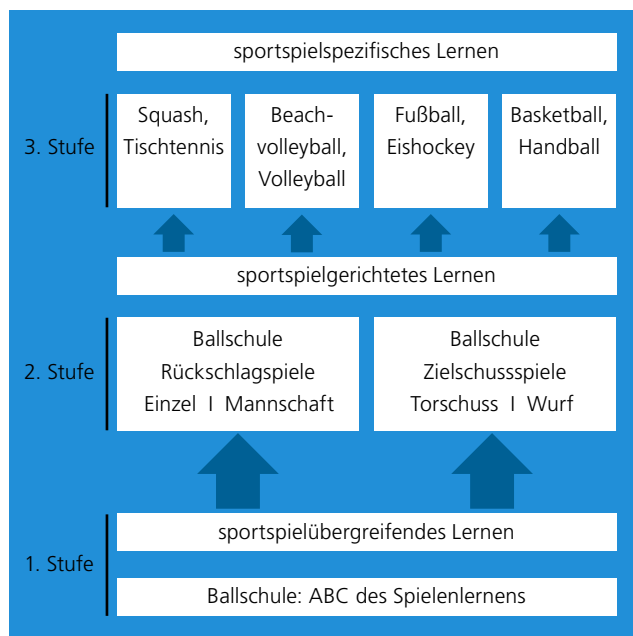 sportspielspezifisches Lernen
3. Stufe
Squash,
Tischtennis
Beach-
volleyball,
Volleyball
Fußball,
Eishockey
Basketball,
Handball
sportspielgerichtetes Lernen
2. Stufe
Ballschule
Rückschlagspiele
Einzel I Mannschaft
Ballschule
Zielschussspiele
Torschuss I Wurf
sportspielübergreifendes Lernen
1. Stufe
Ballschule: ABC des Spielenlernens